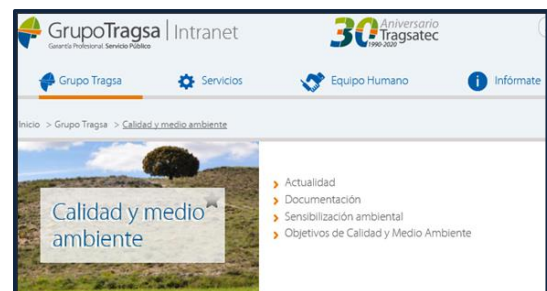 GrupoTragsa | Intranet
Garantía Profesional. Servicio Público
30 Aniversario
Tragsatec
1990-2020
Grupo Tragsa
Servicios
Equipo Humano
Infórmate
Inicio > Grupo Tragsa > Calidad y medio ambiente
Calidad y medio
ambiente
Actualidad
Documentación
Sensibilización ambiental
Objetivos de Calidad y Medio Ambiente